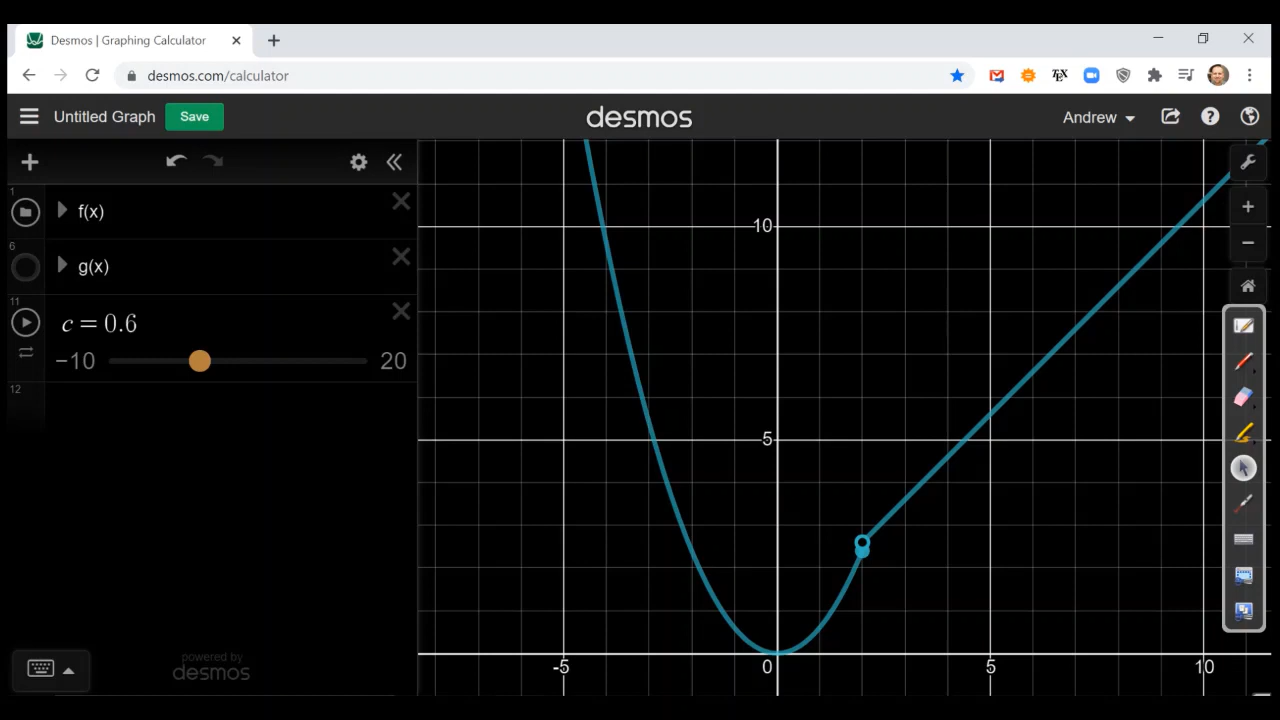 Desmos | Graphing Calculator
desmos.com/calculator
TEX
Untitled Graph Save desmos Andrew
1 f(x)
6 g(x)
11 c = 0.6
−10 20
12
10
5
-5 0 5 10
powered by
desmos